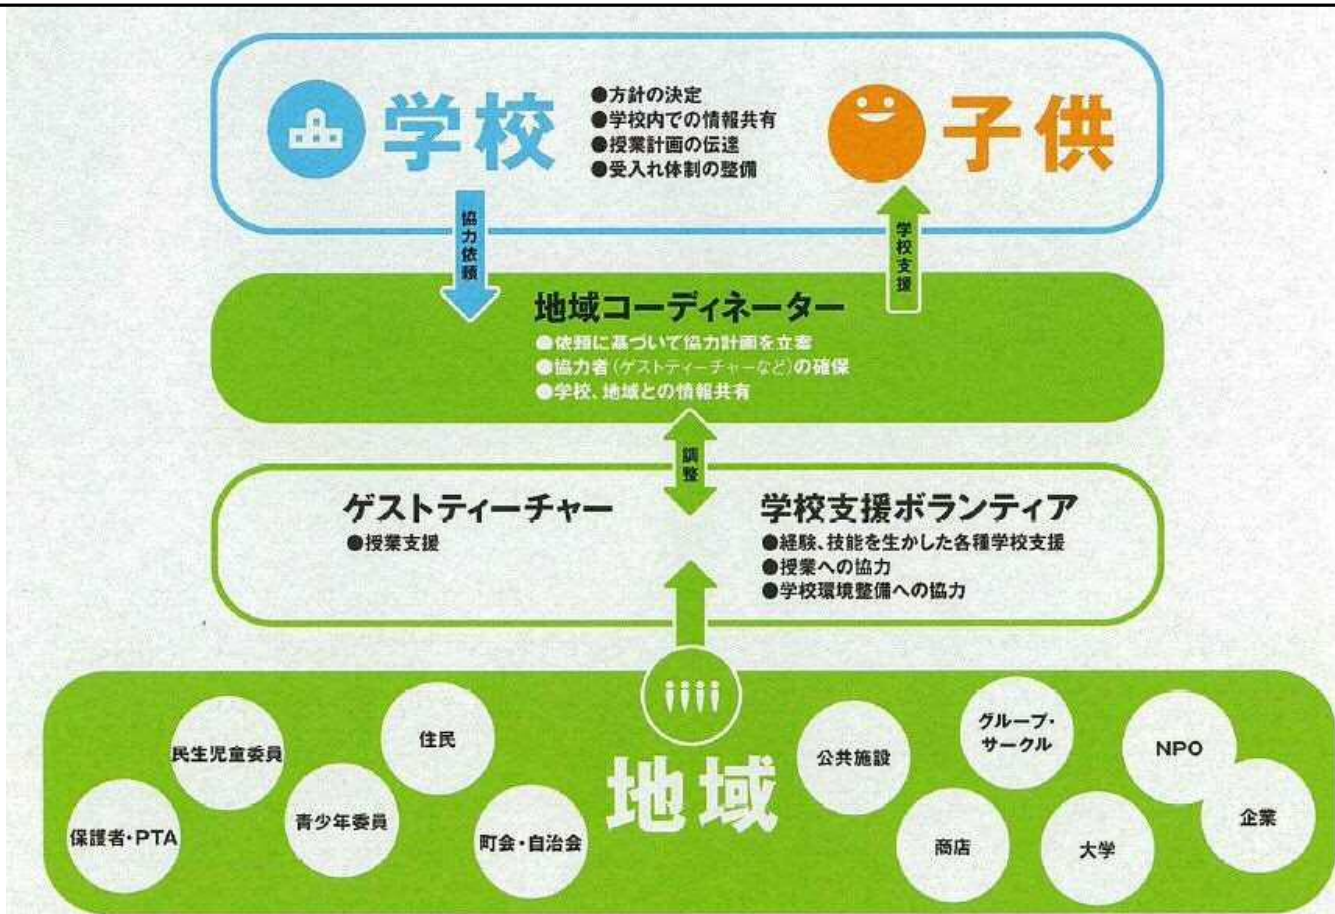 学校
●方針の決定
●学校内での情報共有
●授業計画の伝達
●受入れ体制の整備
子供
協力依頼
学校支援
地域コーディネーター
●依頼に基づいて協力計画を立案
●協力者(ゲストティーチャーなど)の確保
●学校、地域との情報共有
調整
ゲストティーチャー
●授業支援
学校支援ボランティア
●経験、技能を生かした各種学校支援
●授業への協力
●学校環境整備への協力
地域
保護者・PTA
民生児童委員
青少年委員
住民
町会・自治会
公共施設
商店
グループ・
サークル
大学
NPO
企業